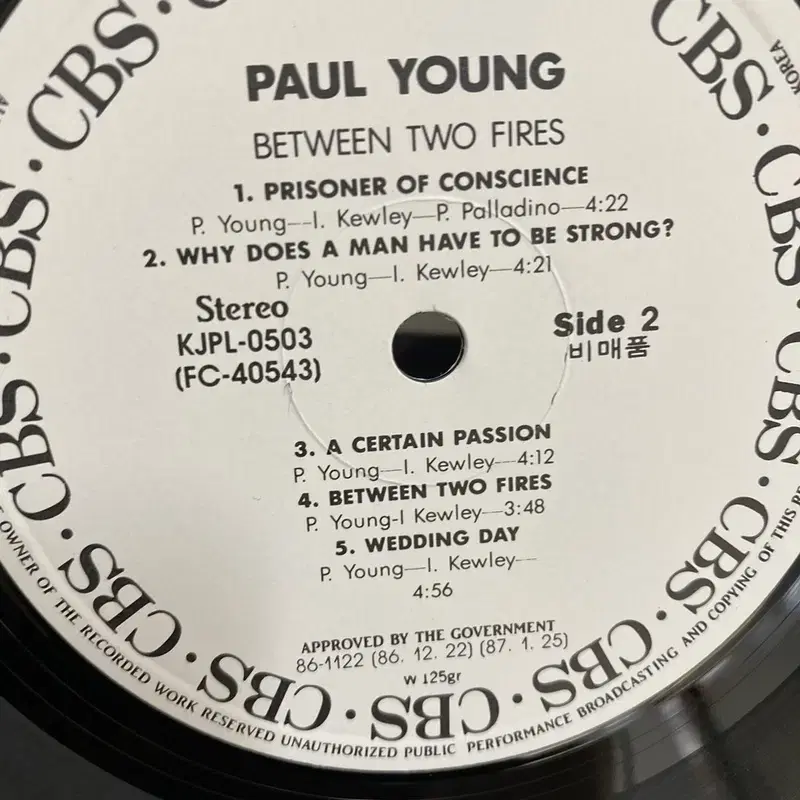 PAUL YOUNG
BETWEEN TWO FIRES
1. PRISONER OF CONSCIENCE
P. Young—I. Kewley—P. Palladino—4:22
2. WHY DOES A MAN HAVE TO BE STRONG?
P. Young—I. Kewley—4:21
Stereo
KJPL-0503
(FC-40543)
Side 2
비매품
3. A CERTAIN PASSION
P. Young—I. Kewley—4:12
4. BETWEEN TWO FIRES
P. Young-I Kewley—3:48
5. WEDDING DAY
P. Young—I. Kewley—
4:56
APPROVED BY THE GOVERNMENT
86-1122 (86. 12. 22) (87. 1. 25)
W 125gr
CBS · CBS · CBS · CBS · CBS · CBS · CBS · CBS · CBS · CBS · CBS · CBS
OWNER OF THE RECORDED WORK RESERVED UNAUTHORIZED PUBLIC PERFORMANCE BROADCASTING AND COPYING OF THIS
KOREA